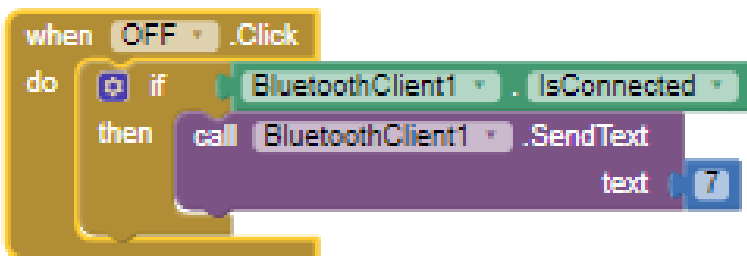 when OFF .Click
do if BluetoothClient1 . IsConnected
then call BluetoothClient1 .SendText
text 7